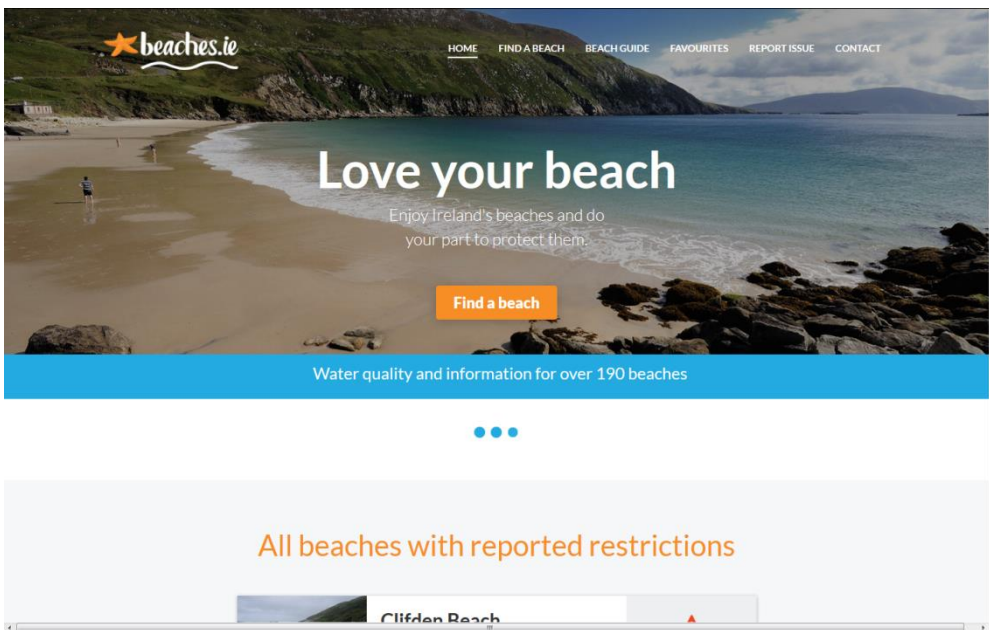 beaches.ie
HOME FIND A BEACH BEACH GUIDE FAVOURITES REPORT ISSUE CONTACT
Love your beach
Enjoy Ireland's beaches and do
your part to protect them.
Find a beach
Water quality and information for over 190 beaches
All beaches with reported restrictions
Clifden Beach